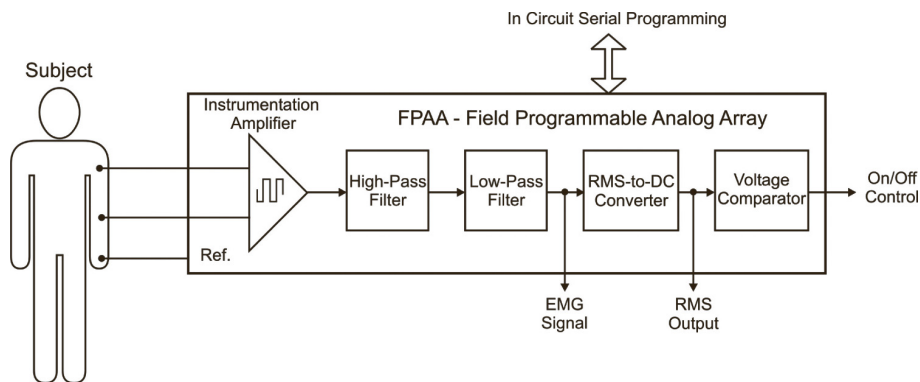 In Circuit Serial Programming
Subject
Instrumentation
Amplifier
FPAA - Field Programmable Analog Array
High-Pass
Filter
Low-Pass
Filter
RMS-to-DC
Converter
Voltage
Comparator
On/Off
Control
Ref.
EMG
Signal
RMS
Output